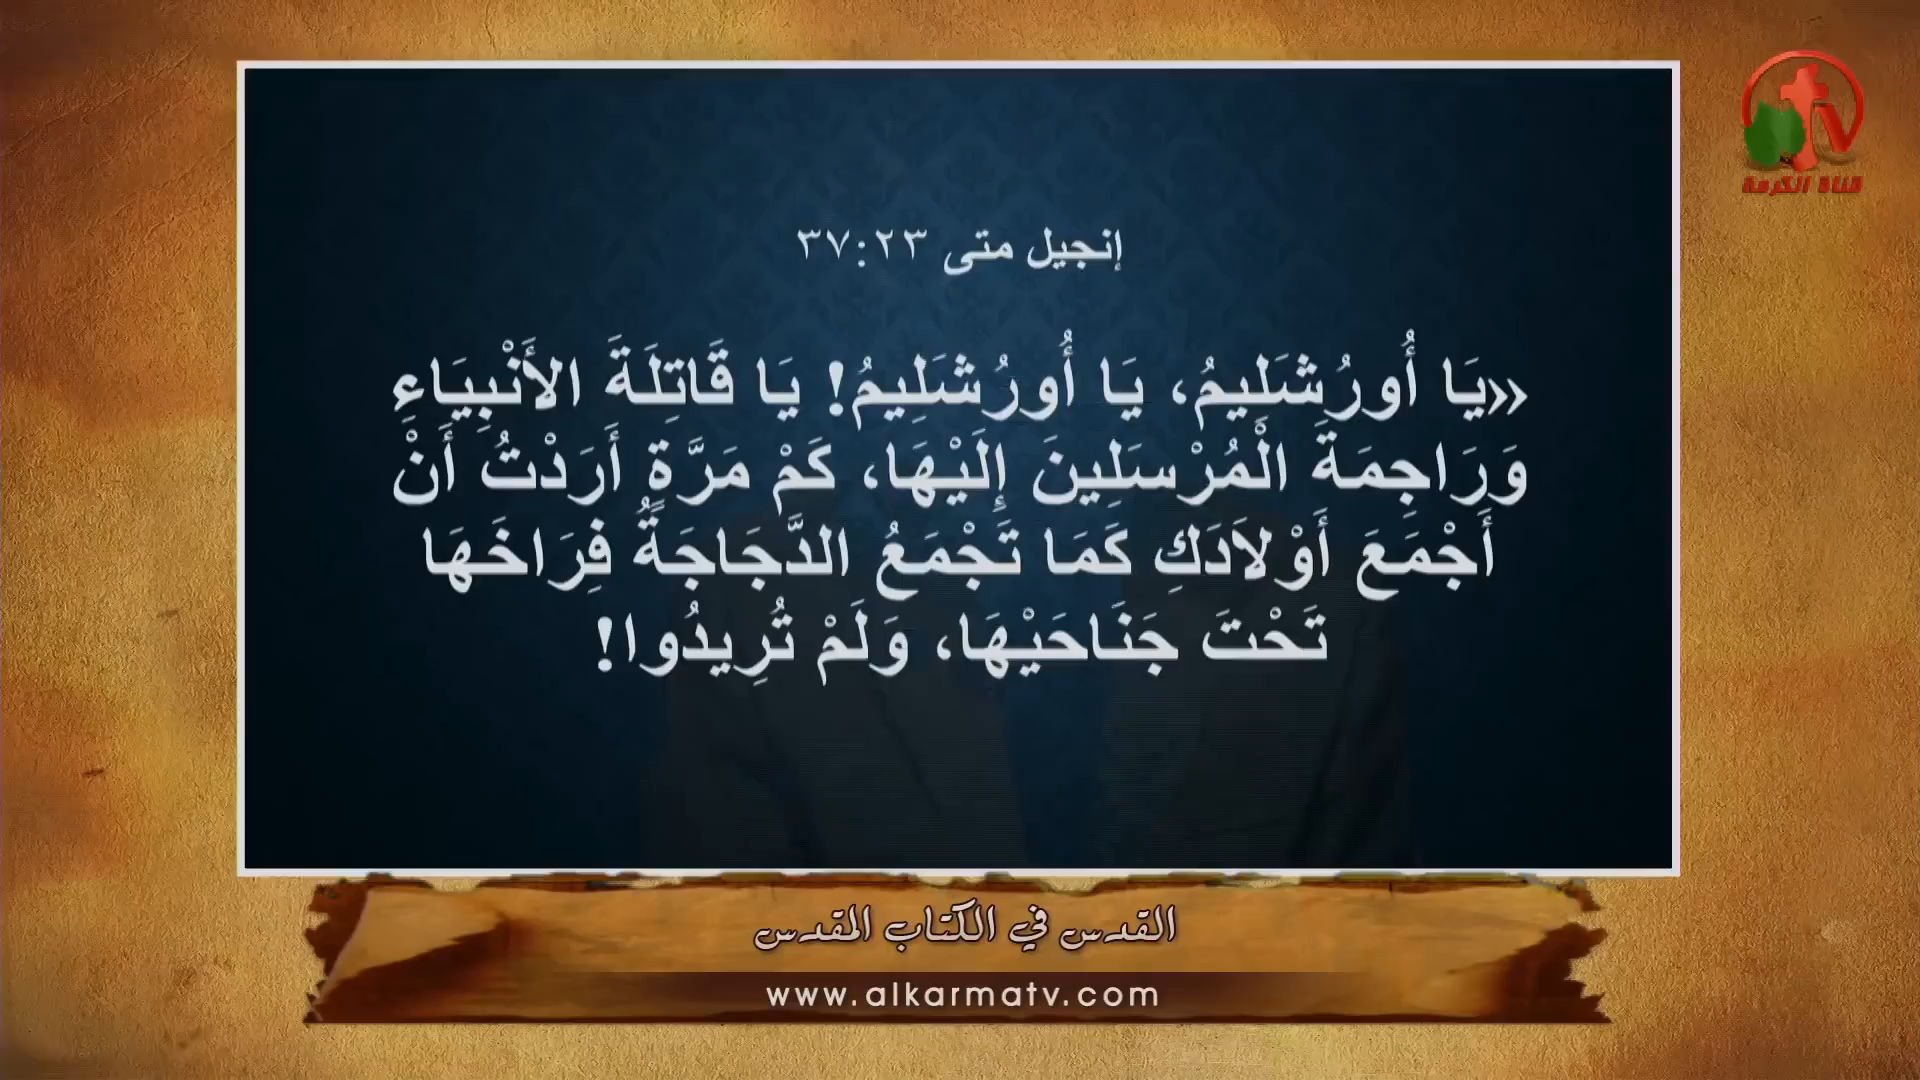 قناة الكرمة
إنجيل متى ٢٣:٣٧
«يَا أُورُشَلِيمُ، يَا أُورُشَلِيمُ! يَا قَاتِلَةَ الأَنْبِيَاءِ
وَرَاجِمَةَ الْمُرْسَلِينَ إِلَيْهَا، كَمْ مَرَّةٍ أَرَدْتُ أَنْ
أَجْمَعَ أَوْلاَدَكِ كَمَا تَجْمَعُ الدَّجَاجَةُ فِرَاخَهَا
تَحْتَ جَنَاحَيْهَا، وَلَمْ تُرِيدُوا!
القدس في الكتاب المقدس
www.alkarmatv.com